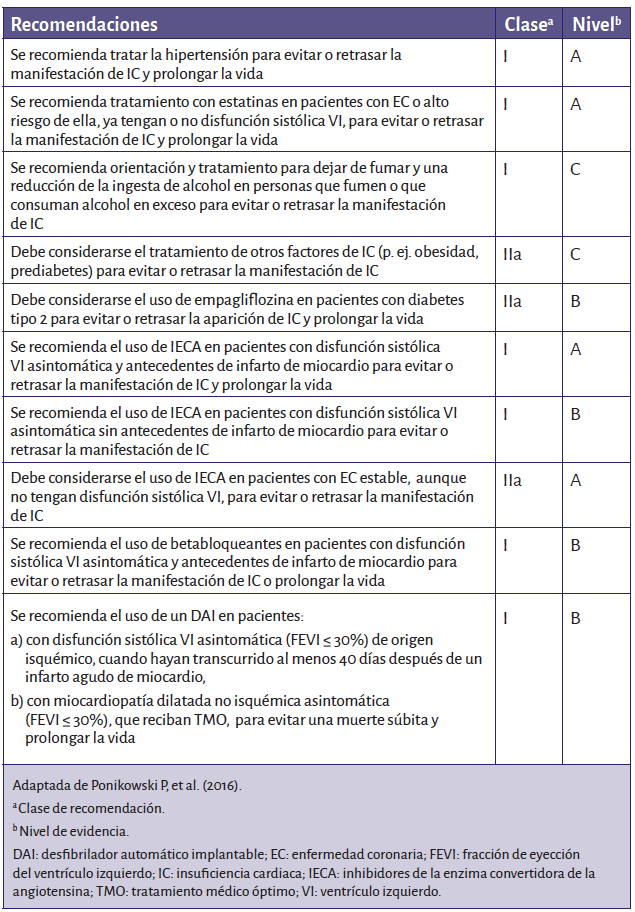 Recomendaciones Claseᵃ Nivelᵇ
Se recomienda tratar la hipertensión para evitar o retrasar la I A
manifestación de IC y prolongar la vida
Se recomienda tratamiento con estatinas en pacientes con EC o alto I A
riesgo de ella, ya tengan o no disfunción sistólica VI, para evitar o retrasar
la manifestación de IC y prolongar la vida
Se recomienda orientación y tratamiento para dejar de fumar y una I C
reducción de la ingesta de alcohol en personas que fumen o que
consuman alcohol en exceso para evitar o retrasar la manifestación
de IC
Debe considerarse el tratamiento de otros factores de IC (p. ej. obesidad, IIa C
prediabetes) para evitar o retrasar la manifestación de IC
Debe considerarse el uso de empagliflozina en pacientes con diabetes IIa B
tipo 2 para evitar o retrasar la aparición de IC y prolongar la vida
Se recomienda el uso de IECA en pacientes con disfunción sistólica I A
VI asintomática y antecedentes de infarto de miocardio para evitar o
retrasar la manifestación de IC y prolongar la vida
Se recomienda el uso de IECA en pacientes con disfunción sistólica VI I B
asintomática sin antecedentes de infarto de miocardio para evitar o
retrasar la manifestación de IC
Debe considerarse el uso de IECA en pacientes con EC estable, aunque IIa A
no tengan disfunción sistólica VI, para evitar o retrasar la manifestación
de IC
Se recomienda el uso de betabloqueantes en pacientes con disfunción I B
sistólica VI asintomática y antecedentes de infarto de miocardio para
evitar o retrasar la manifestación de IC o prolongar la vida
Se recomienda el uso de un DAI en pacientes: I B
a) con disfunción sistólica VI asintomática (FEVI ≤ 30%) de origen
isquémico, cuando hayan transcurrido al menos 40 días después de un
infarto agudo de miocardio,
b) con miocardiopatía dilatada no isquémica asintomática
(FEVI ≤ 30%), que reciban TMO, para evitar una muerte súbita y
prolongar la vida
Adaptada de Ponikowski P, et al. (2016).
ᵃ Clase de recomendación.
ᵇ Nivel de evidencia.
DAI: desfibrilador automático implantable; EC: enfermedad coronaria; FEVI: fracción de eyección
del ventrículo izquierdo; IC: insuficiencia cardiaca; IECA: inhibidores de la enzima convertidora de la
angiotensina; TMO: tratamiento médico óptimo; VI: ventrículo izquierdo.